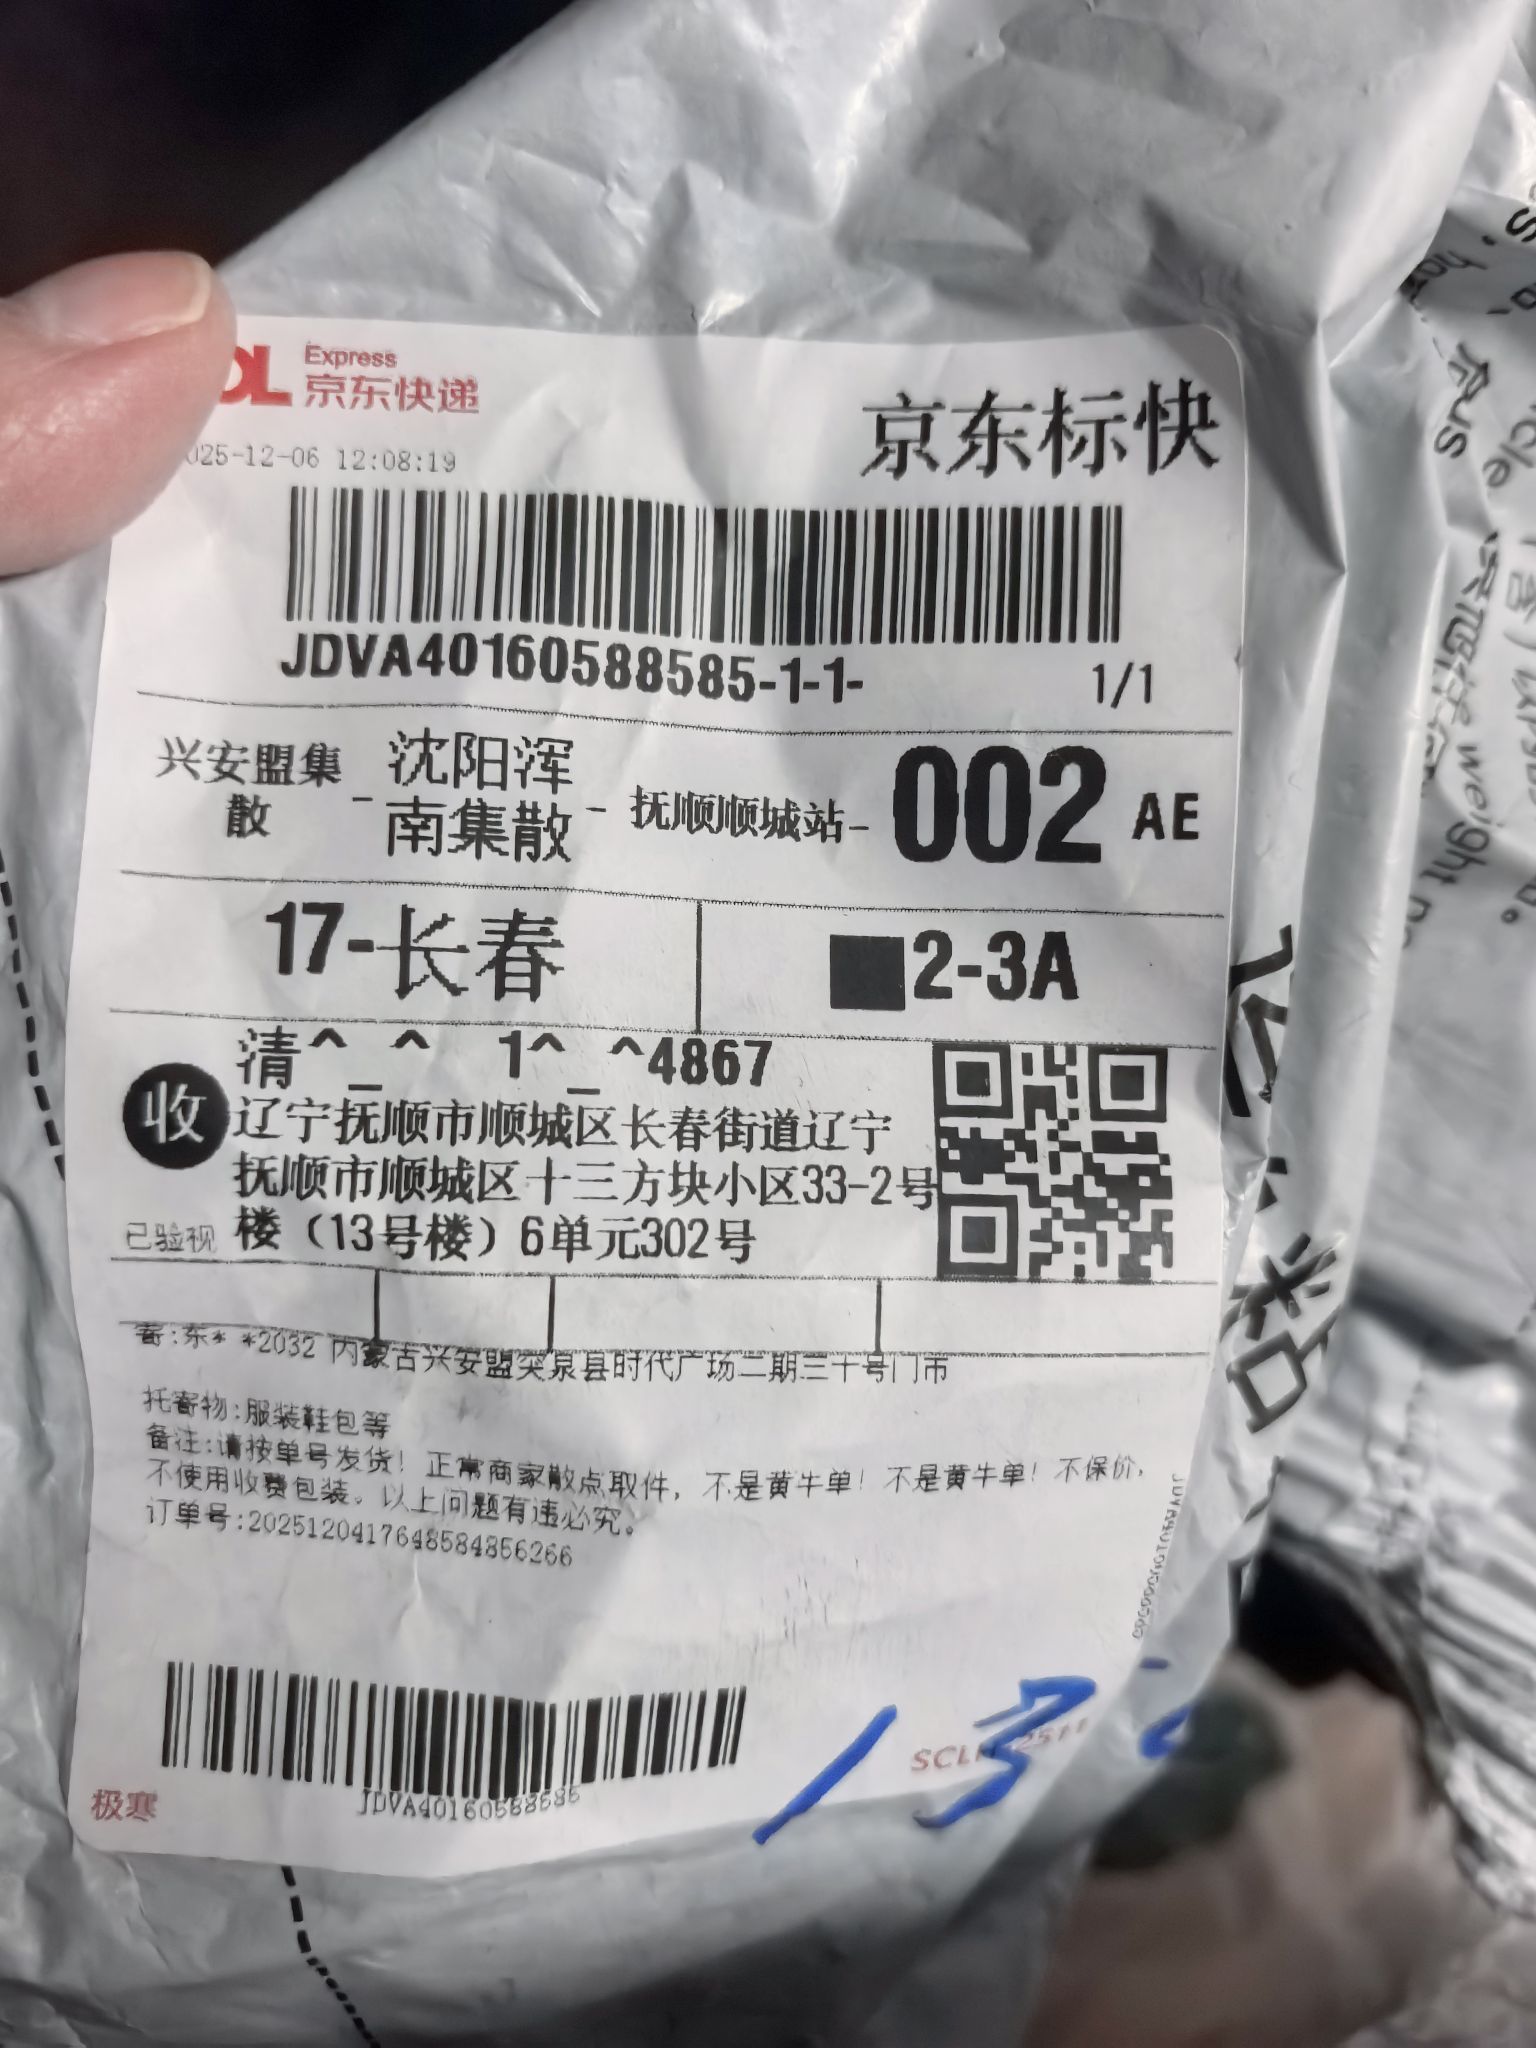 Express
京东快递
025-12-06 12:08:19
京东标快
JDVA40160588585-1-1-
1/1
兴安盟集散 - 沈阳浑南集散 - 抚顺顺城站- 002 AE
17-长春
2-3A
清^_^ 1^_^4867
收
辽宁抚顺市顺城区长春街道辽宁
抚顺市顺城区十三方块小区33-2号
楼（13号楼）6单元302号
已验视
寄:东* *2032 内蒙古兴安盟突泉县时代广场二期三十号门市
托寄物:服装鞋包等
备注:请按单号发货！正常商家散点取件，不是黄牛单！不是黄牛单！不保价，
不使用收费包装。以上问题有违必究。
订单号:2025120417648584856266
JDVA40160588585
极寒
13
weight